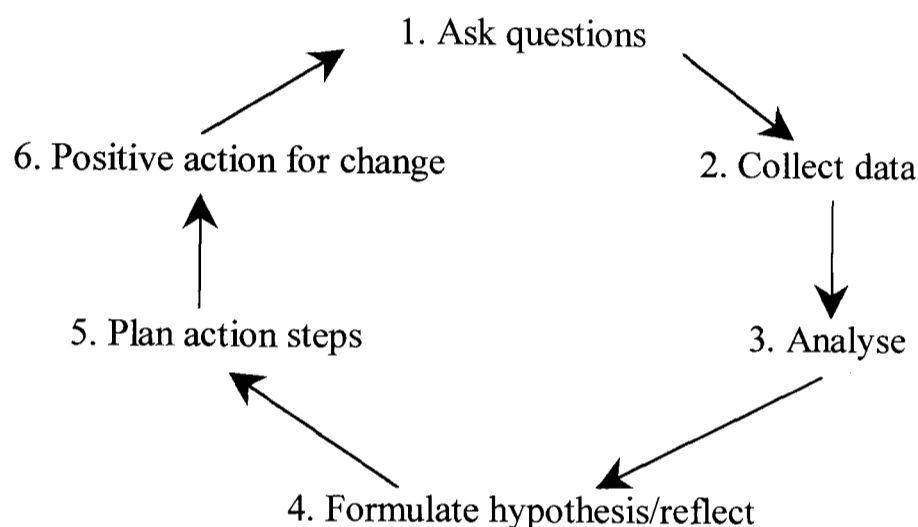 1. Ask questions
2. Collect data
3. Analyse
4. Formulate hypothesis/reflect
5. Plan action steps
6. Positive action for change